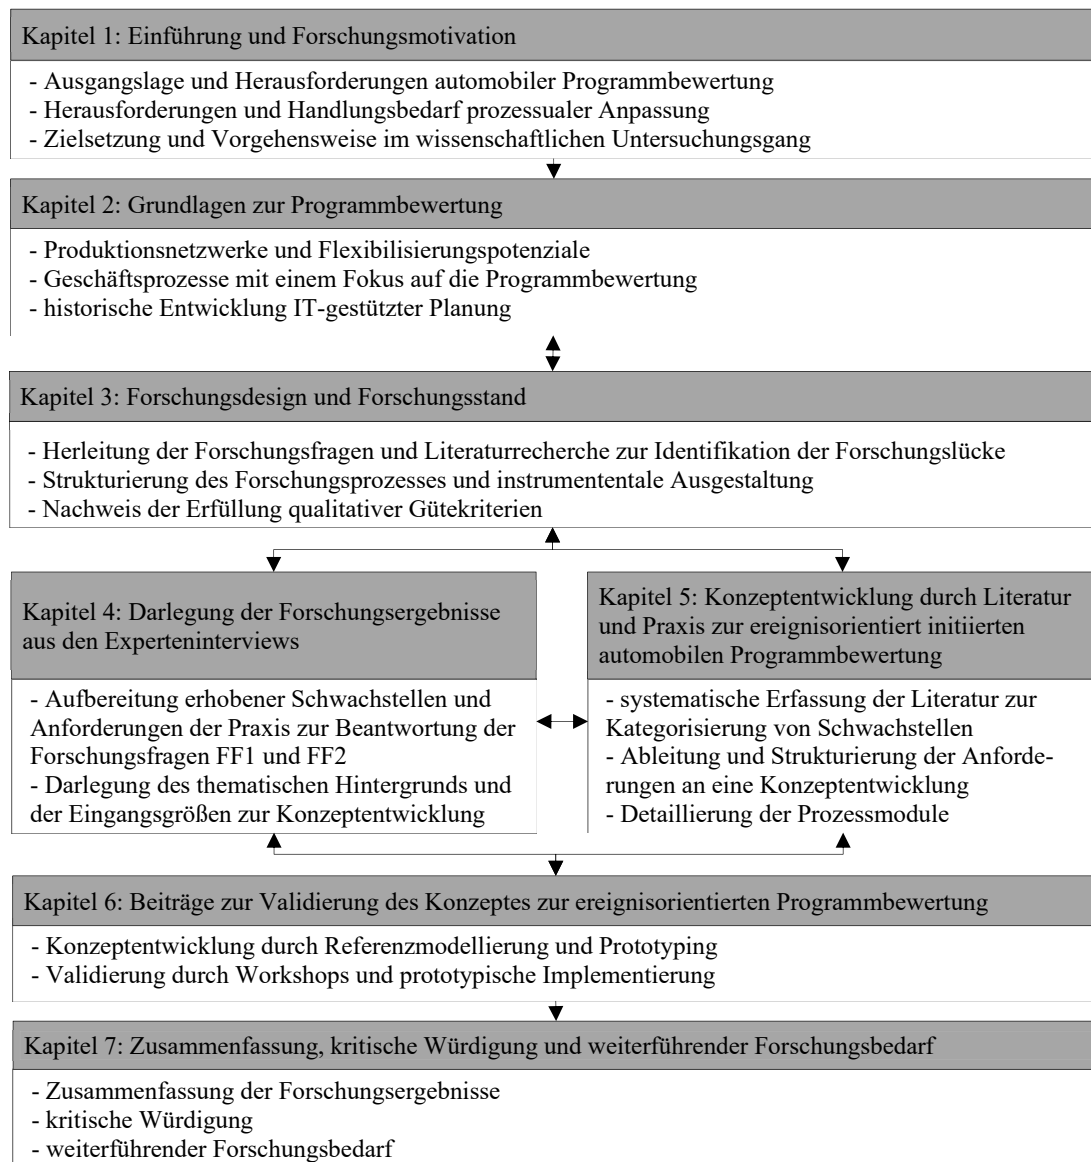 Kapitel 1: Einführung und Forschungsmotivation
- Ausgangslage und Herausforderungen automobiler Programmbewertung
- Herausforderungen und Handlungsbedarf prozessualer Anpassung
- Zielsetzung und Vorgehensweise im wissenschaftlichen Untersuchungsgang
Kapitel 2: Grundlagen zur Programmbewertung
- Produktionsnetzwerke und Flexibilisierungspotenziale
- Geschäftsprozesse mit einem Fokus auf die Programmbewertung
- historische Entwicklung IT-gestützter Planung
Kapitel 3: Forschungsdesign und Forschungsstand
- Herleitung der Forschungsfragen und Literaturrecherche zur Identifikation der Forschungslücke
- Strukturierung des Forschungsprozesses und instrumentale Ausgestaltung
- Nachweis der Erfüllung qualitativer Gütekriterien
Kapitel 4: Darlegung der Forschungsergebnisse
aus den Experteninterviews
- Aufbereitung erhobener Schwachstellen und
Anforderungen der Praxis zur Beantwortung der
Forschungsfragen FF1 und FF2
- Darlegung des thematischen Hintergrunds und
der Eingangsgrößen zur Konzeptentwicklung
Kapitel 5: Konzeptentwicklung durch Literatur
und Praxis zur ereignisorientiert initiierten
automobilen Programmbewertung
- systematische Erfassung der Literatur zur
Kategorisierung von Schwachstellen
- Ableitung und Strukturierung der Anforde-
rungen an eine Konzeptentwicklung
- Detaillierung der Prozessmodule
Kapitel 6: Beiträge zur Validierung des Konzeptes zur ereignisorientierten Programmbewertung
- Konzeptentwicklung durch Referenzmodellierung und Prototyping
- Validierung durch Workshops und prototypische Implementierung
Kapitel 7: Zusammenfassung, kritische Würdigung und weiterführender Forschungsbedarf
- Zusammenfassung der Forschungsergebnisse
- kritische Würdigung
- weiterführender Forschungsbedarf